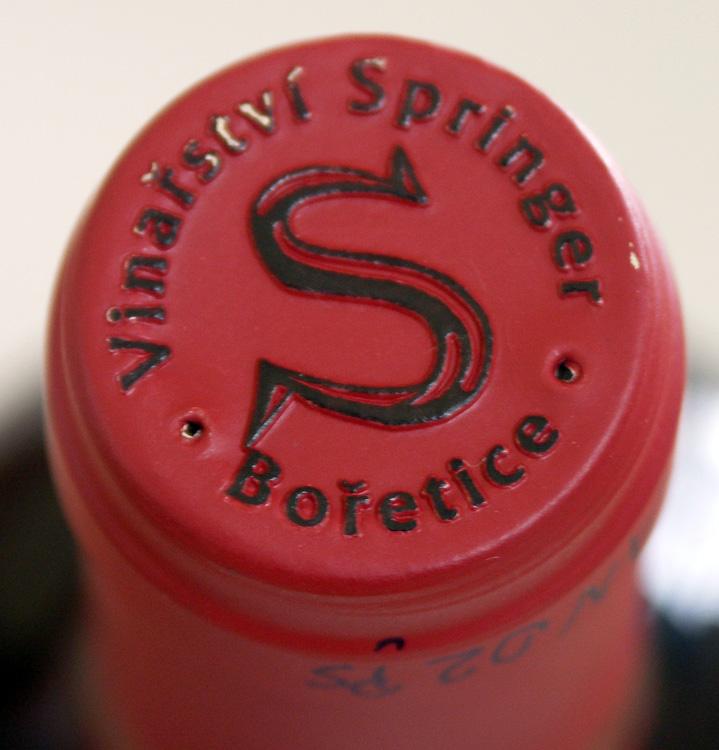 Vinařství Springer
S
Bořetice